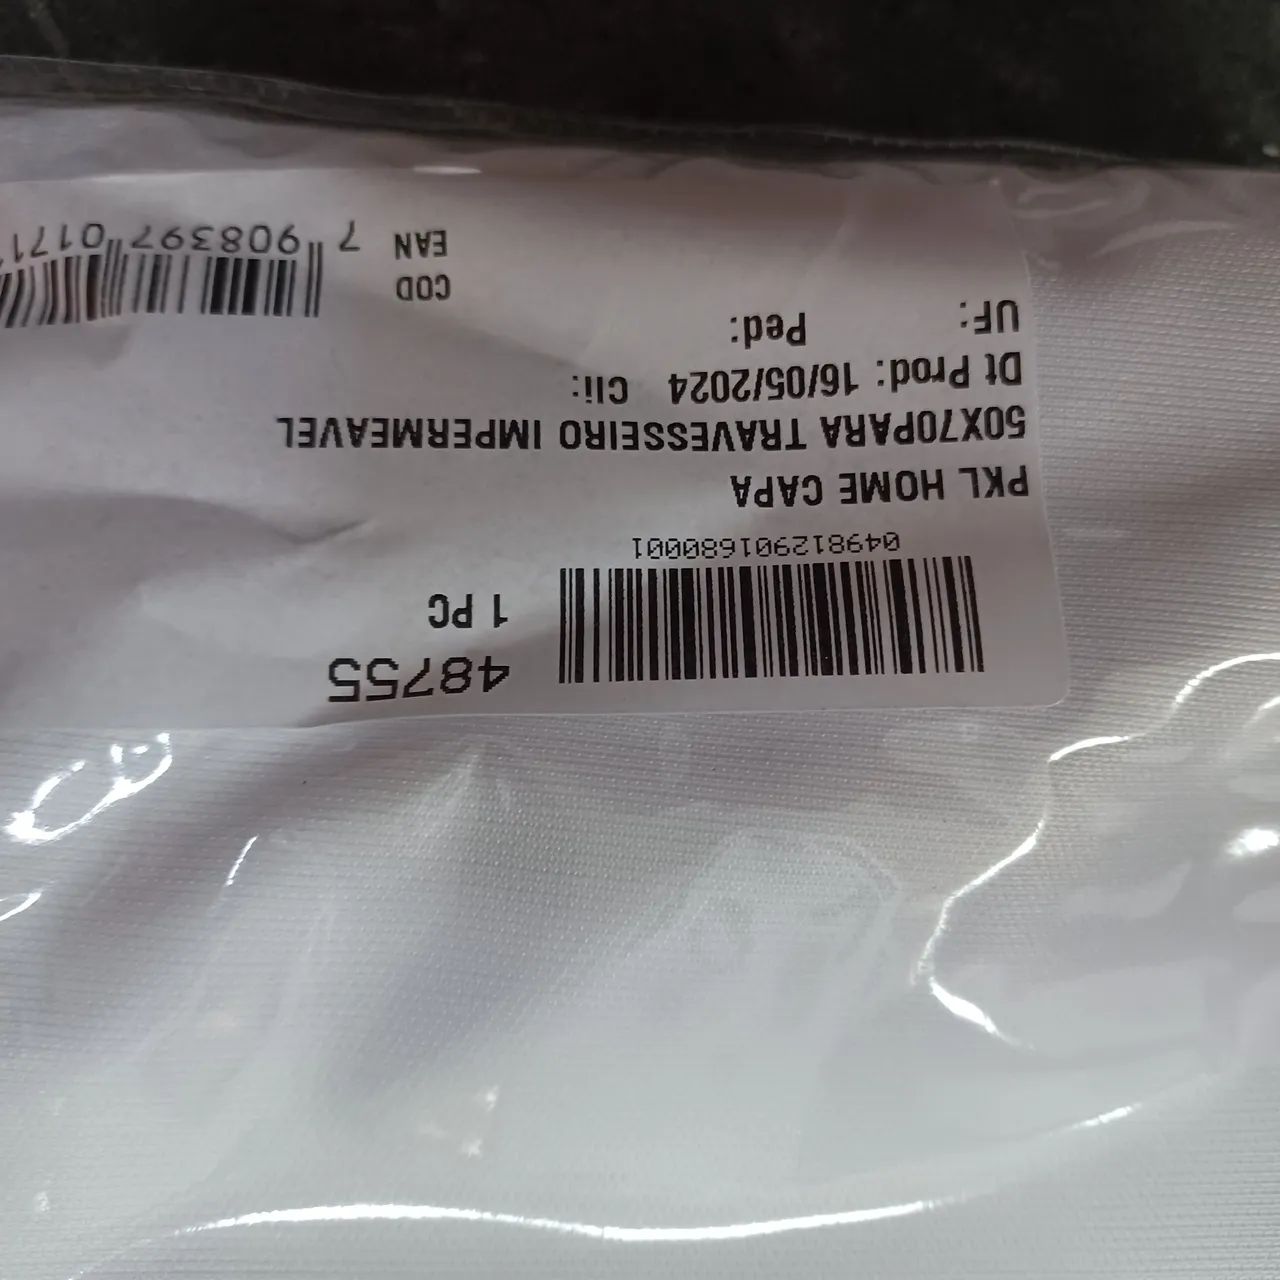 48755
1 PC
049812901680001
PKL HOME CAPA
50X70PARA TRAVESSEIRO IMPERMEAVEL
Dt Prod: 16/05/2024 Cli:
UF: Ped:
COD
EAN
7 908397 0171